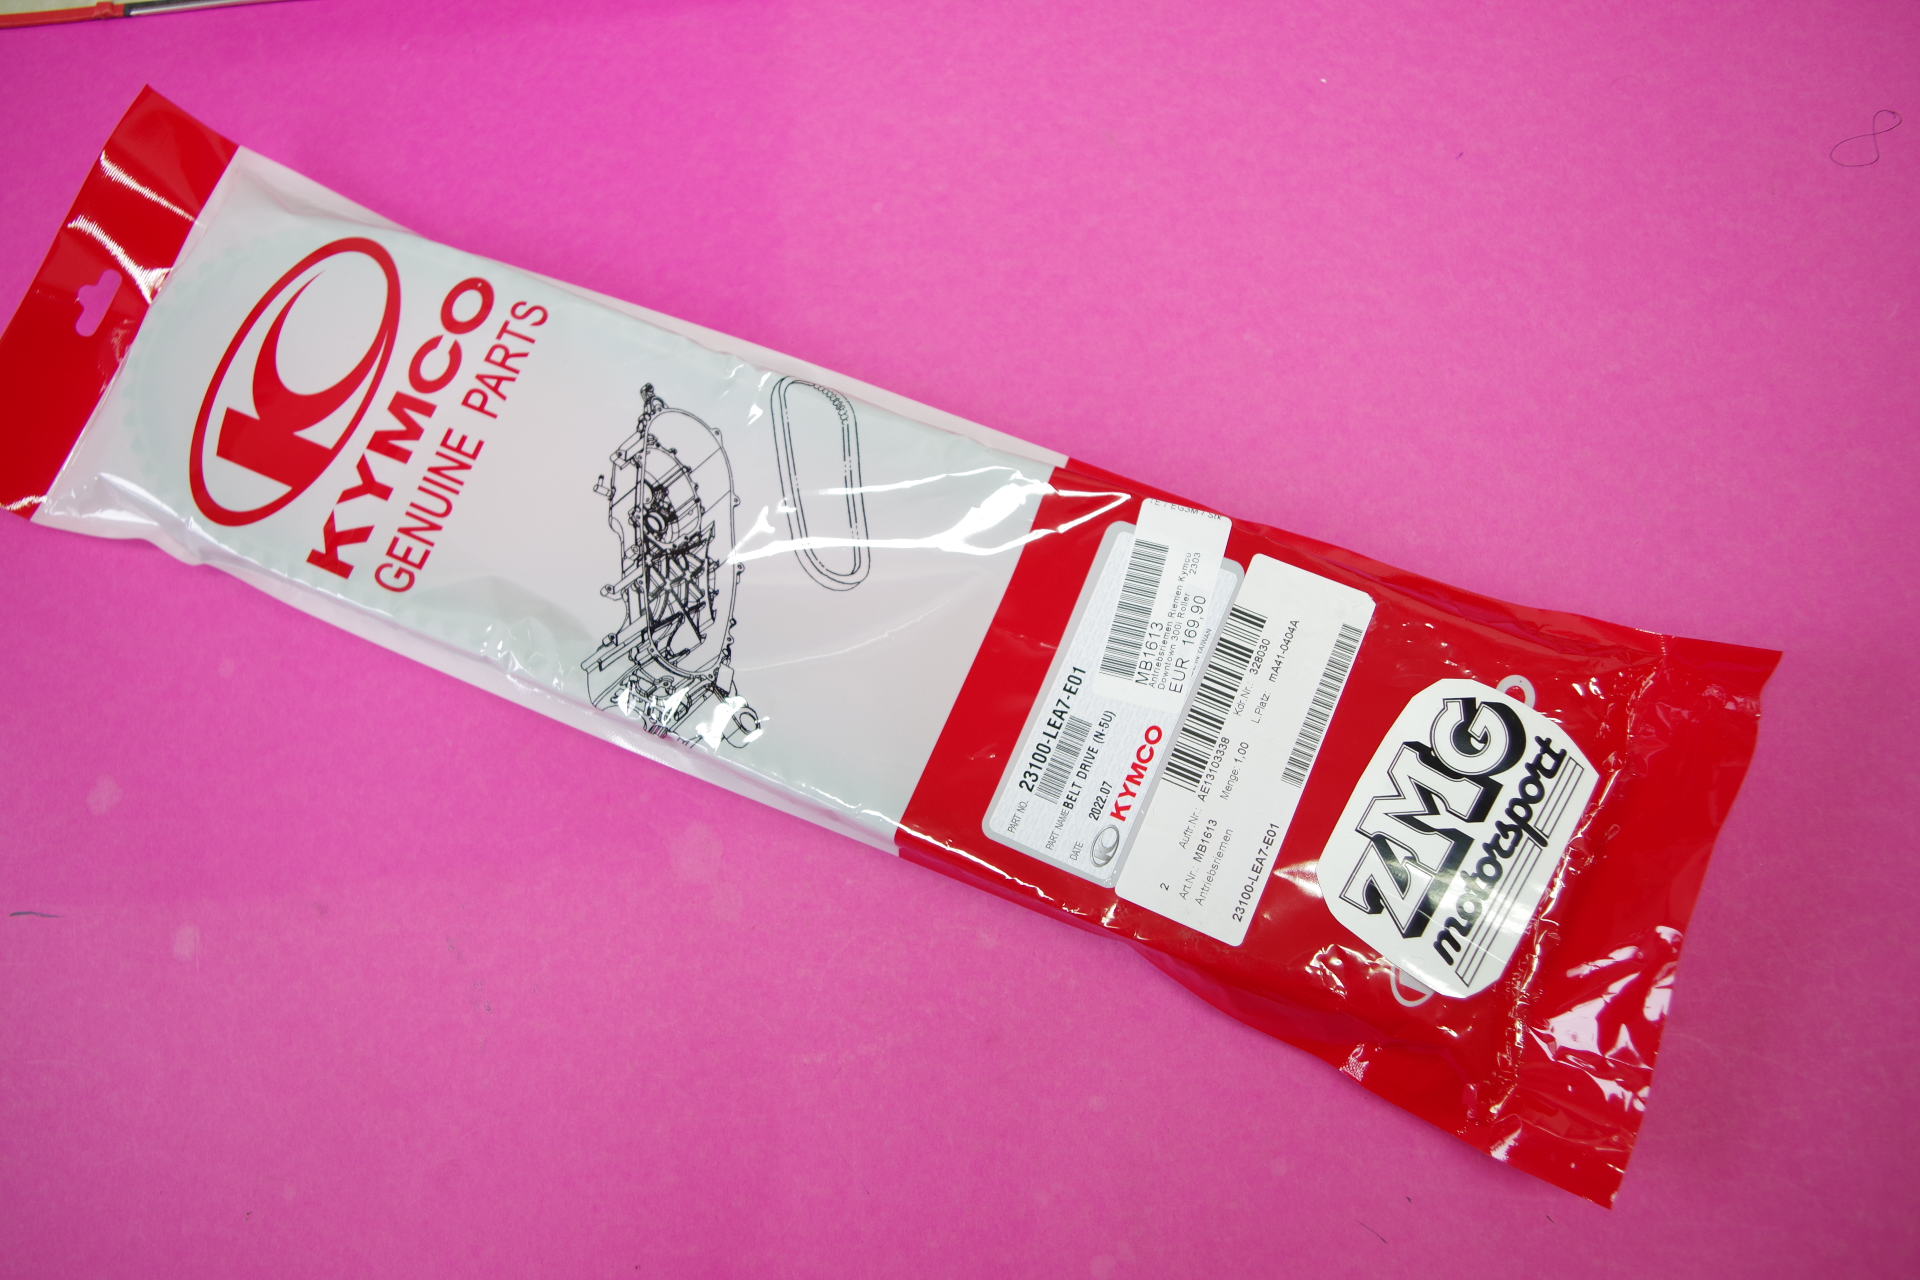 KYMCO
GENUINE PARTS
PART NO. 23100-LEA7-E01
PART NAME BELT DRIVE (N-5U)
DATE 2022.07
KYMCO
MB1613
Antriebsriemen Riemen Kymco
Downtown 300i Roller 2303
EUR 169,90
2
Auftr.Nr.: AE13103338 Kdr.Nr.: 328030
Art.Nr.: MB1613 Menge: 1,00 L.Platz mA41-0404A
Antriebsriemen
23100-LEA7-E01
ZMG
motorsport